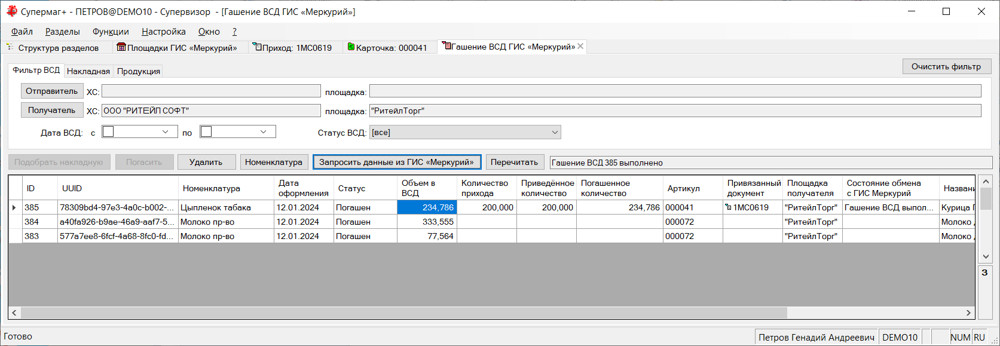 Супермаг+ - ПЕТРОВ@DEMO10 - Супервизор - [Гашение ВСД ГИС «Меркурий»]
Файл Разделы Функции Настройка Окно ?
Структура разделов Площадки ГИС «Меркурий» Приход: 1МС0619 Карточка: 000041 Гашение ВСД ГИС «Меркурий»
Фильтр ВСД Накладная Продукция Очистить фильтр
Отправитель ХС: площадка:
Получатель ХС: ООО "РИТЕЙЛ СОФТ" площадка: "РитейлТорг"
Дата ВСД: с по Статус ВСД: [все]
Подобрать накладную Погасить Удалить Номенклатура Запросить данные из ГИС «Меркурий» Перечитать Гашение ВСД 385 выполнено
ID UUID Номенклатура Дата оформления Статус Объем в ВСД Количество прихода Приведённое количество Погашенное количество Артикул Привязанный документ Площадка получателя Состояние обмена с ГИС Меркурий Названи
385 78309bd4-97e3-4a0c-b002-... Цыпленок табака 12.01.2024 Погашен 234,786 200,000 200,000 234,786 000041 1МС0619 "РитейлТорг" Гашение ВСД выпол... Курица Г
384 a40fa926-b9ae-46a9-aaf7-5... Молоко пр-во 12.01.2024 Погашен 333,555 000072 "РитейлТорг" Молоко
383 577a7ee8-6fcf-4a68-8fc0-fd... Молоко пр-во 12.01.2024 Погашен 77,564 000072 "РитейлТорг" Молоко
3
Готово Петров Генадий Андреевич DEMO10 NUM RU